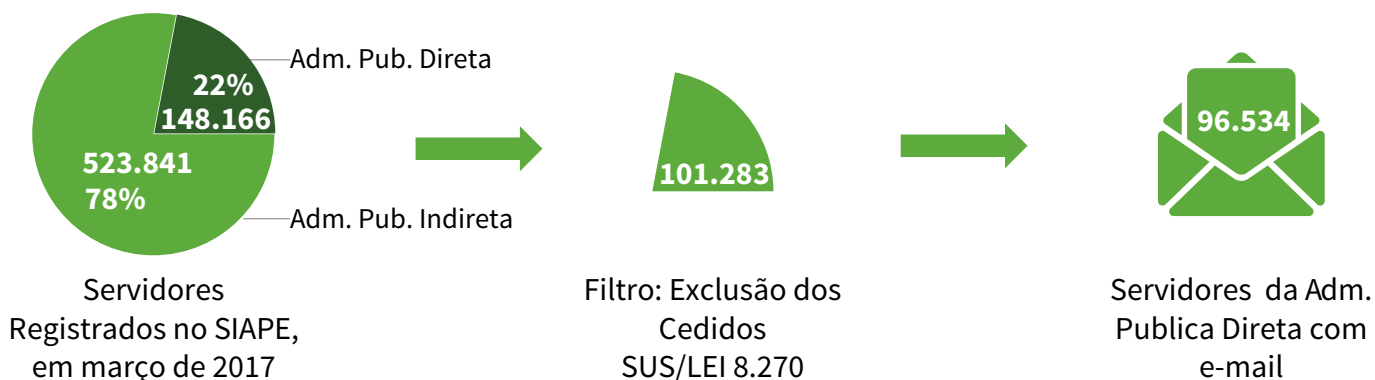 Adm. Pub. Direta
22%
148.166
523.841
78%
Adm. Pub. Indireta
Servidores
Registrados no SIAPE,
em março de 2017
101.283
Filtro: Exclusão dos
Cedidos
SUS/LEI 8.270
96.534
Servidores da Adm.
Publica Direta com
e-mail